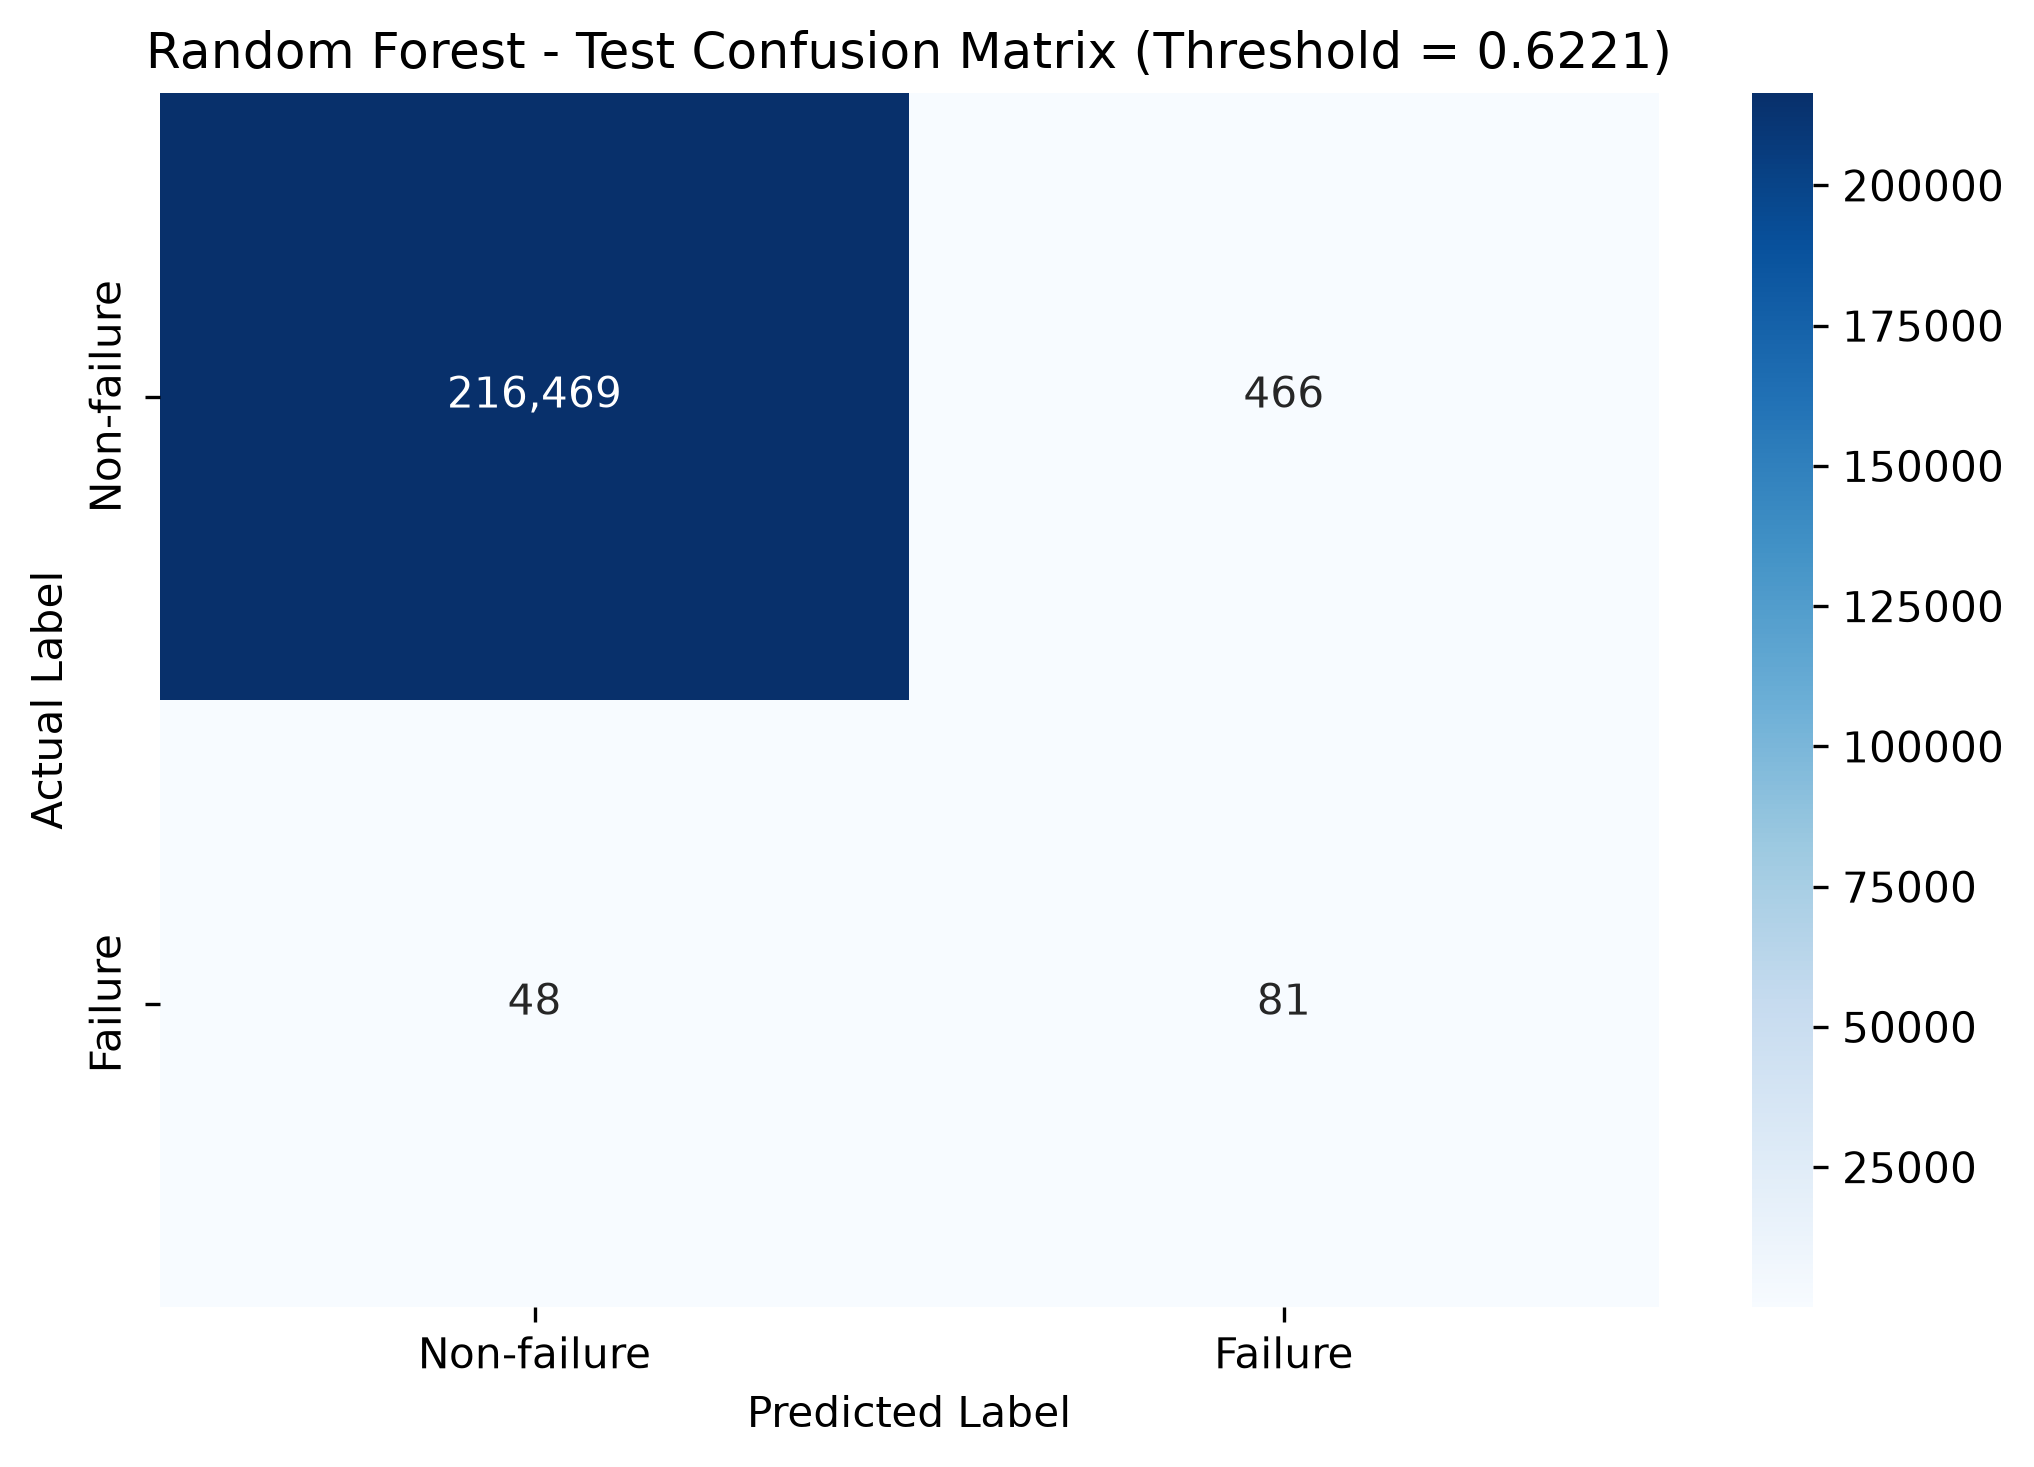 Random Forest - Test Confusion Matrix (Threshold = 0.6221)
Actual Label
Non-failure
Failure
216,469
466
48
81
Non-failure
Failure
Predicted Label
200000
175000
150000
125000
100000
75000
50000
25000